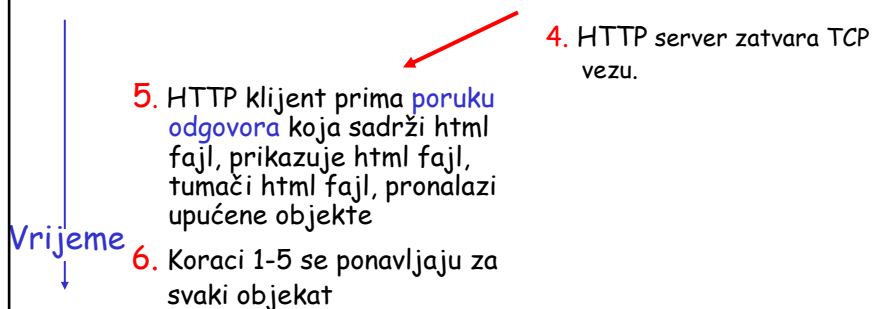 4. HTTP server zatvara TCP
vezu.
5. HTTP klijent prima poruku
odgovora koja sadrži html
fajl, prikazuje html fajl,
tumači html fajl, pronalazi
upućene objekte
Vrijeme
6. Koraci 1-5 se ponavljaju za
svaki objekat